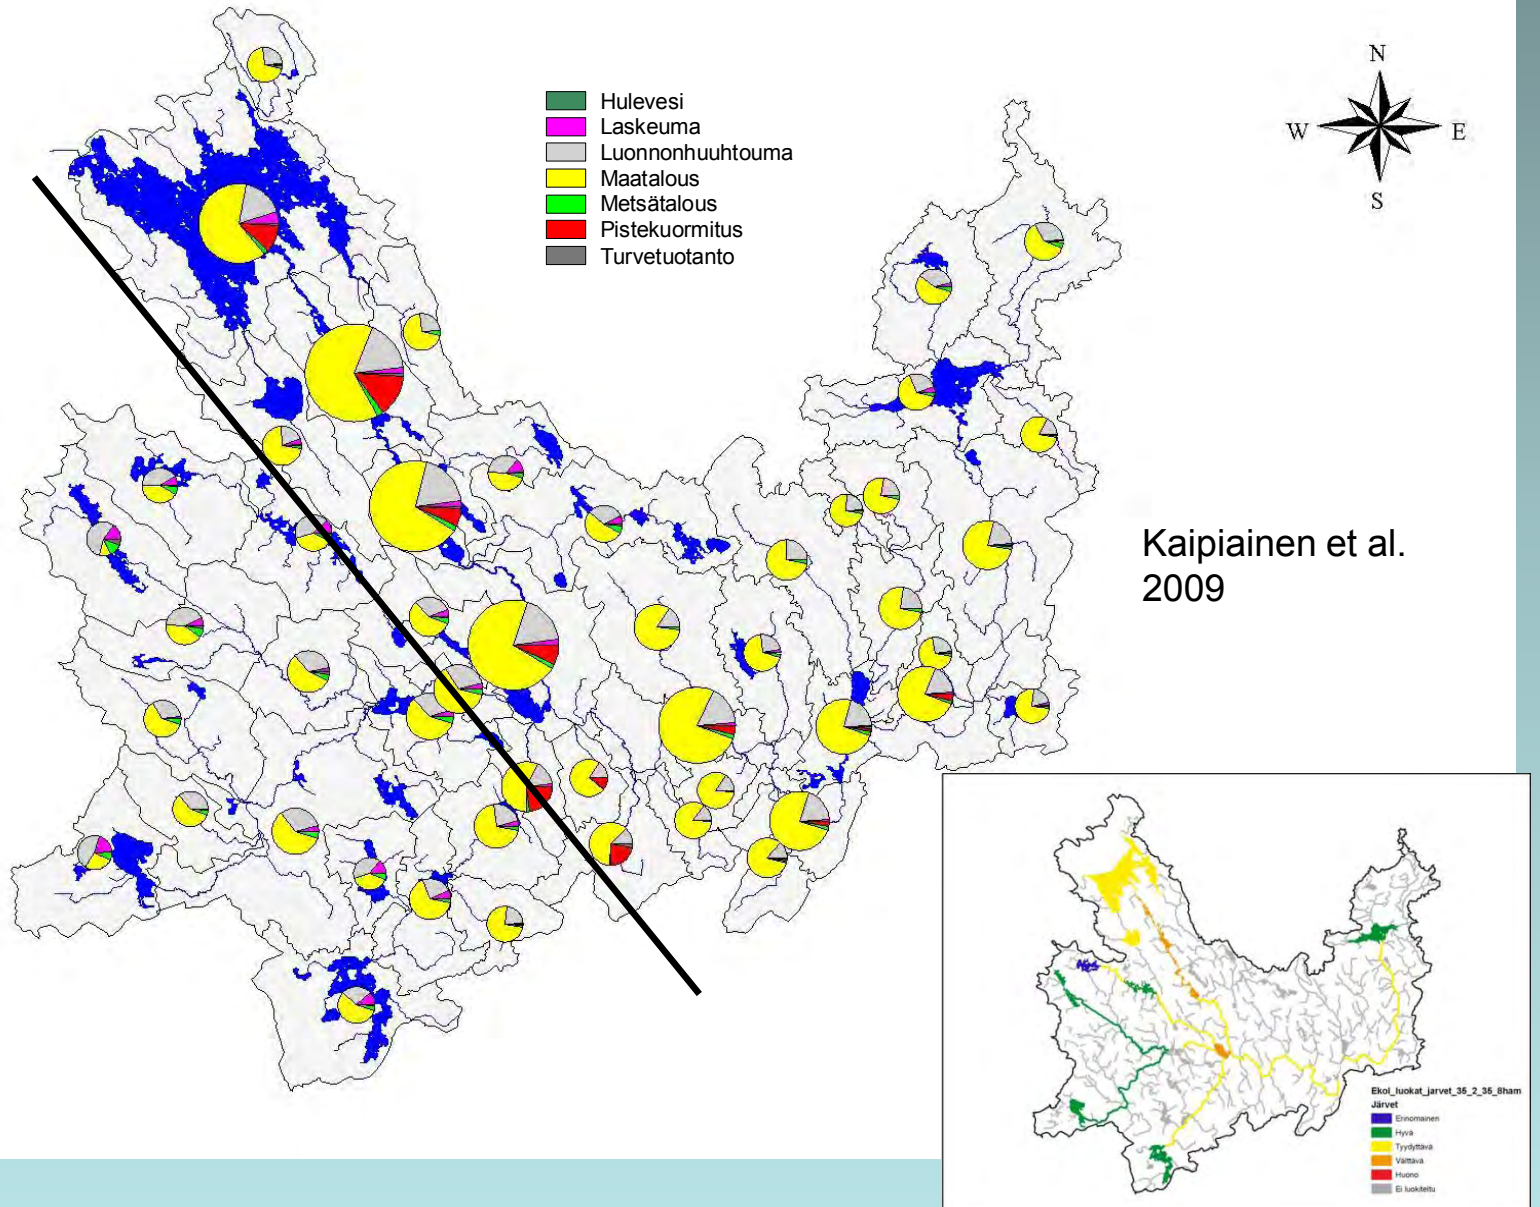 N
W
E
S
Hulevesi
Laskeuma
Luonnonhuuhtouma
Maatalous
Metsätalous
Pistekuormitus
Turvetuotanto
Kaipiainen et al.
2009
Ekol_luokat_jarvet_35_2_35_8ham
Järvet
Erinomainen
Hyvä
Tyydyttävä
Välttävä
Huono
Ei luokiteltu